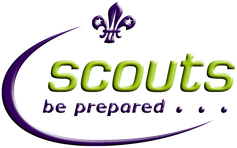 scouts
be prepared . . .